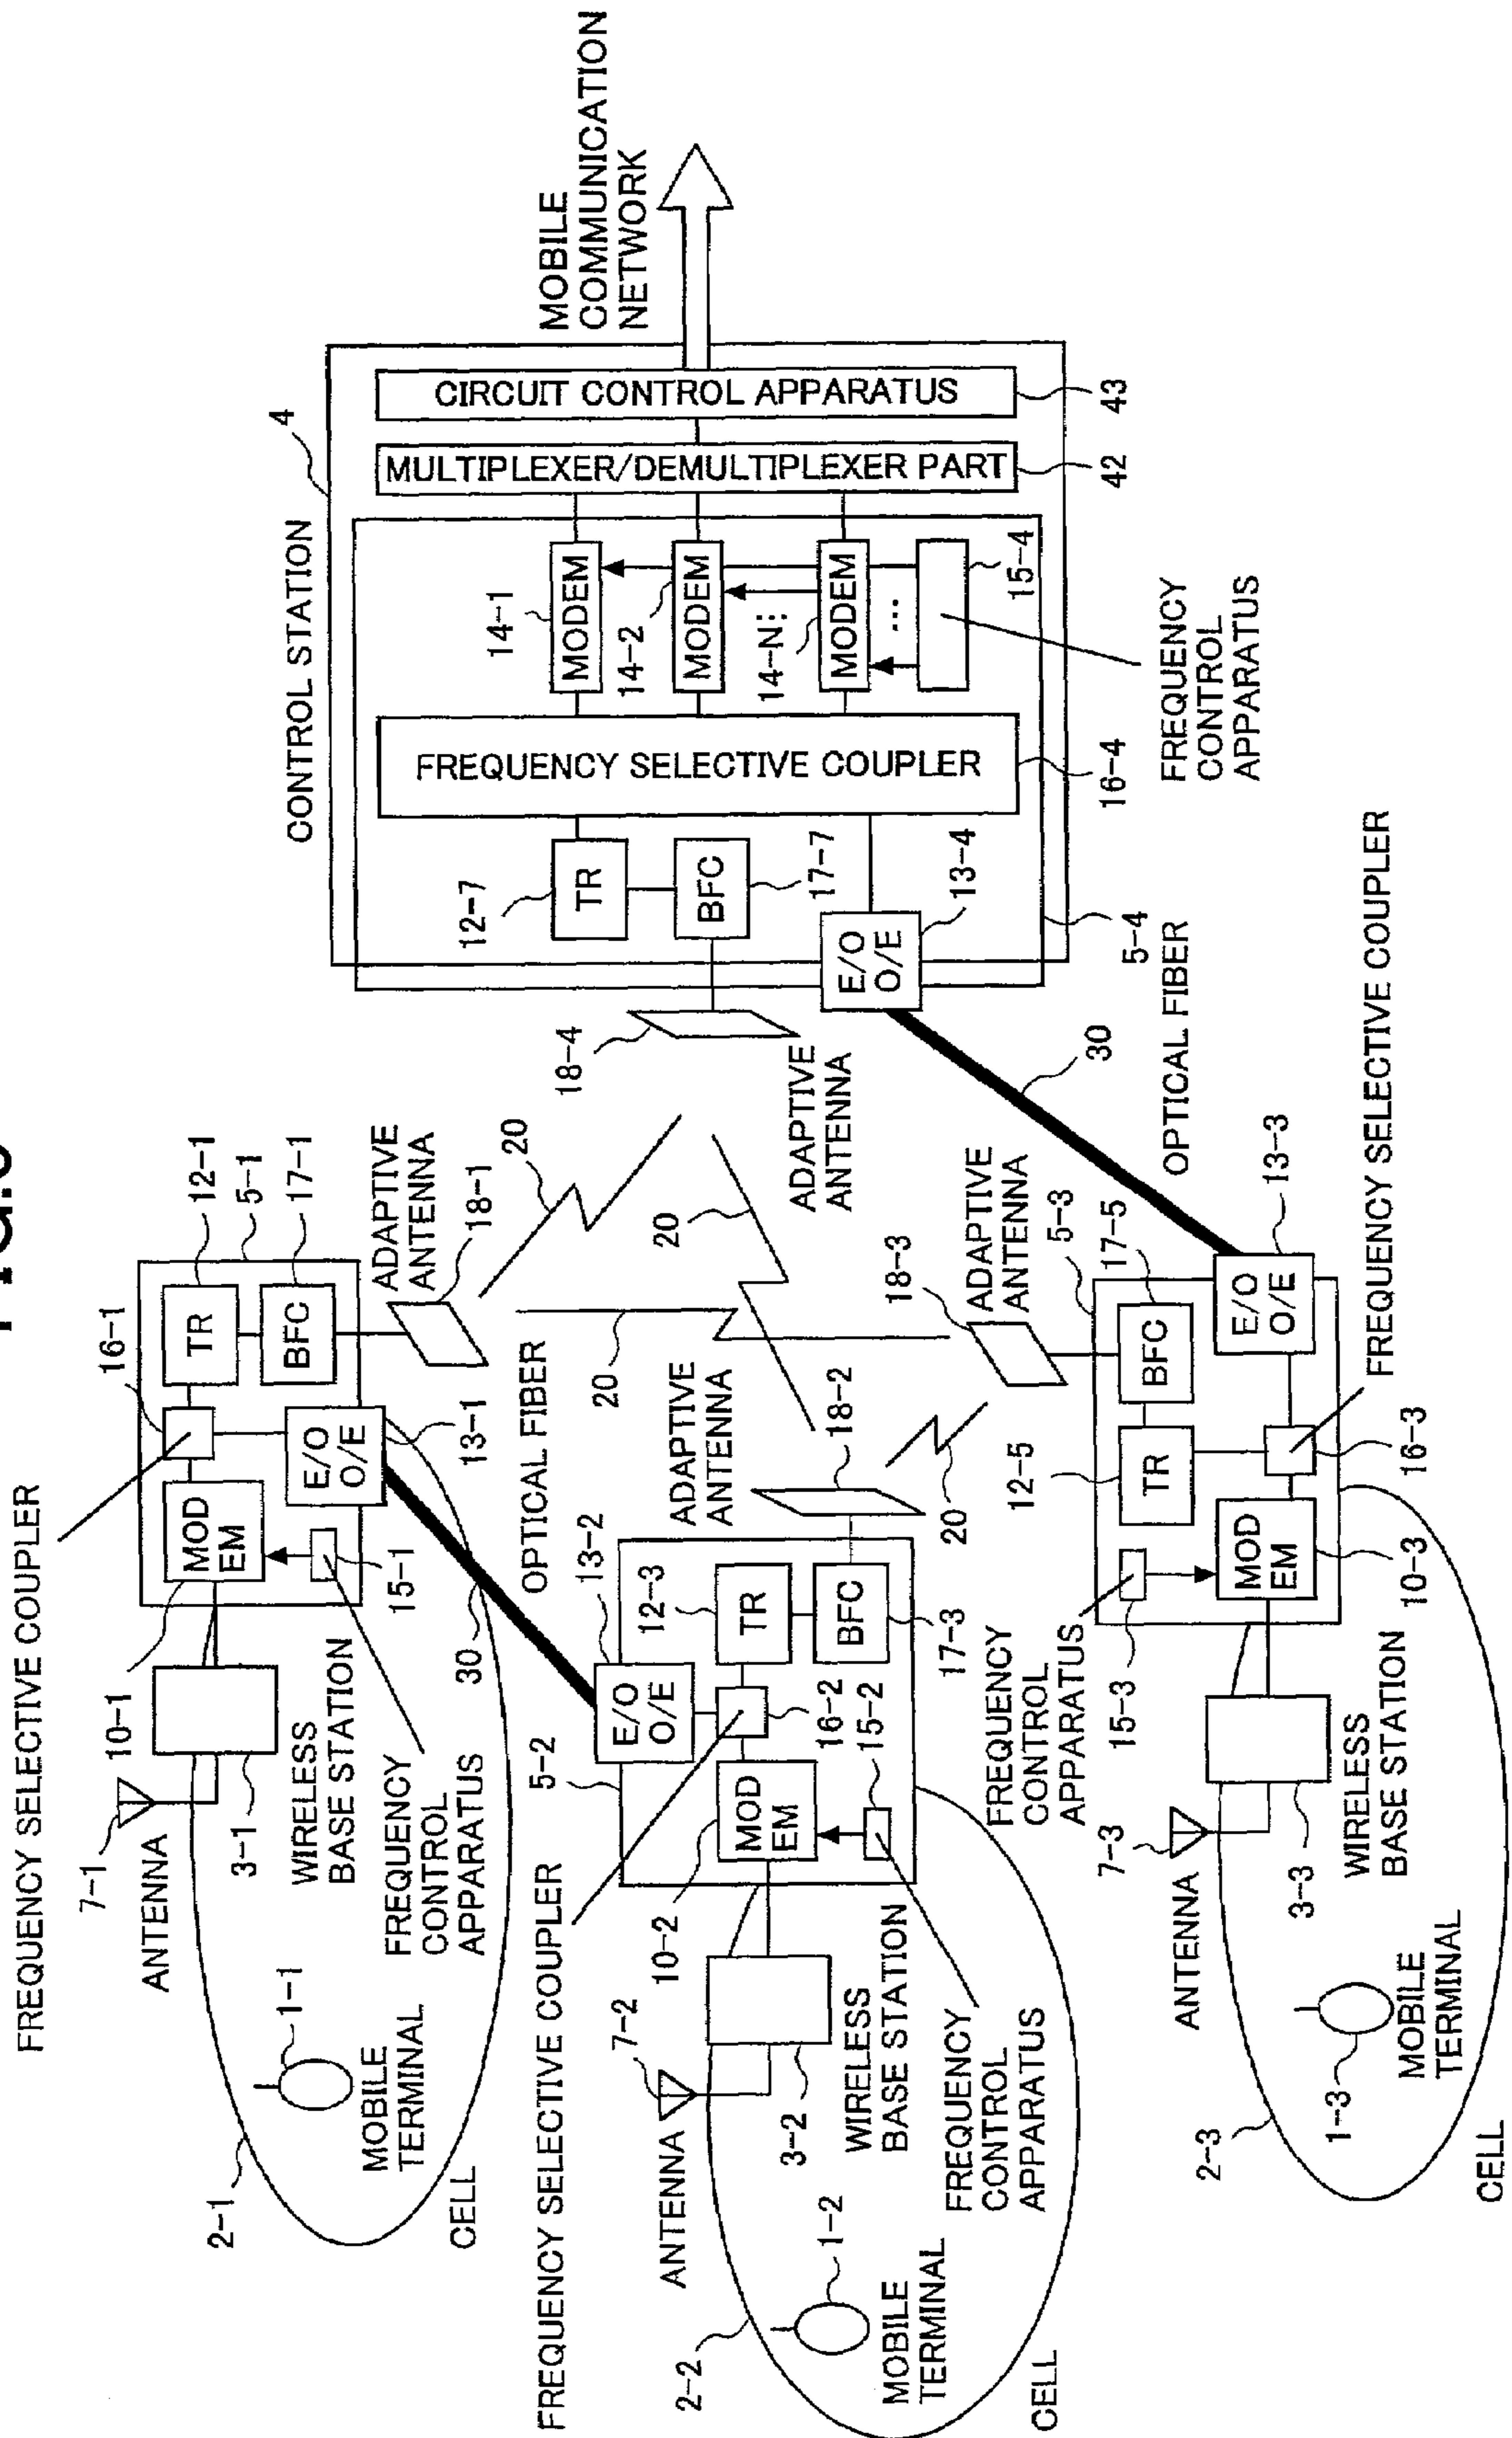 FREQUENCY SELECTIVE COUPLER
7-1
ANTENNA
10-1
16-1
12-1
5-1
17-1
MOD
EM
TR
BFC
E/O
O/E
13-1
15-1
3-1
WIRELESS
BASE STATION
FREQUENCY
CONTROL
APPARATUS
ADAPTIVE
ANTENNA
18-1
1-1
MOBILE
TERMINAL
2-1
CELL
30
OPTICAL FIBER
20
20
20
20
FREQUENCY SELECTIVE COUPLER
7-2
ANTENNA
10-2
5-2
13-2
12-3
E/O
O/E
TR
BFC
MOD
EM
16-2
15-2
17-3
ADAPTIVE
ANTENNA
18-2
3-2
WIRELESS
BASE STATION
FREQUENCY
CONTROL
APPARATUS
1-2
MOBILE
TERMINAL
2-2
CELL
FREQUENCY
CONTROL
APPARATUS
15-3
12-5
18-3
ADAPTIVE
ANTENNA
5-3
17-5
BFC
TR
E/O
O/E
MOD
EM
13-3
16-3
10-3
FREQUENCY SELECTIVE COUPLER
7-3
ANTENNA
3-3
WIRELESS
BASE STATION
1-3
MOBILE
TERMINAL
2-3
CELL
30
OPTICAL FIBER
CONTROL STATION
4
18-4
ADAPTIVE
ANTENNA
12-7
TR
BFC
17-7
E/O
O/E
13-4
5-4
FREQUENCY SELECTIVE COUPLER
16-4
14-1
MODEM
14-2
MODEM
14-N
⋮
MODEM
...
15-4
FREQUENCY
CONTROL
APPARATUS
MULTIPLEXER/DEMULTIPLEXER PART
42
CIRCUIT CONTROL APPARATUS
43
MOBILE
COMMUNICATION
NETWORK